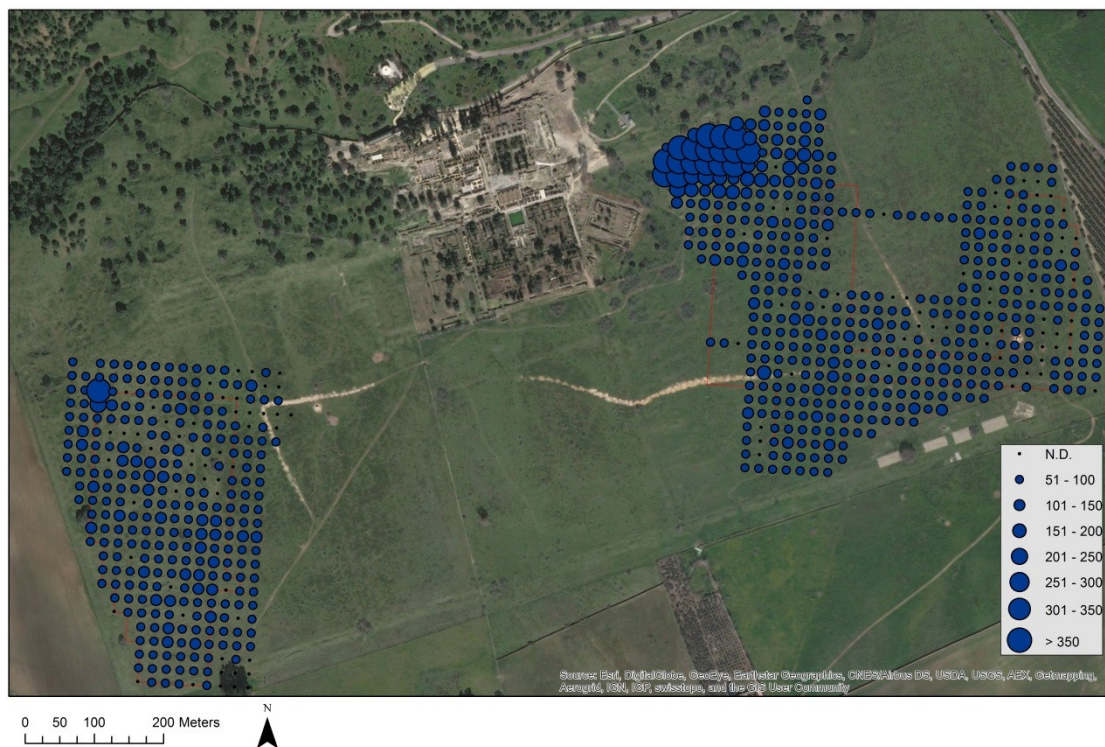 N.D.
51 - 100
101 - 150
151 - 200
201 - 250
251 - 300
301 - 350
> 350
Source: Esri, DigitalGlobe, GeoEye, Earthstar Geographics, CNES/Airbus DS, USDA, USGS, AEX, Getmapping,
Aerogrid, IGN, IGP, swisstopo, and the GIS User Community
N
0 50 100 200 Meters